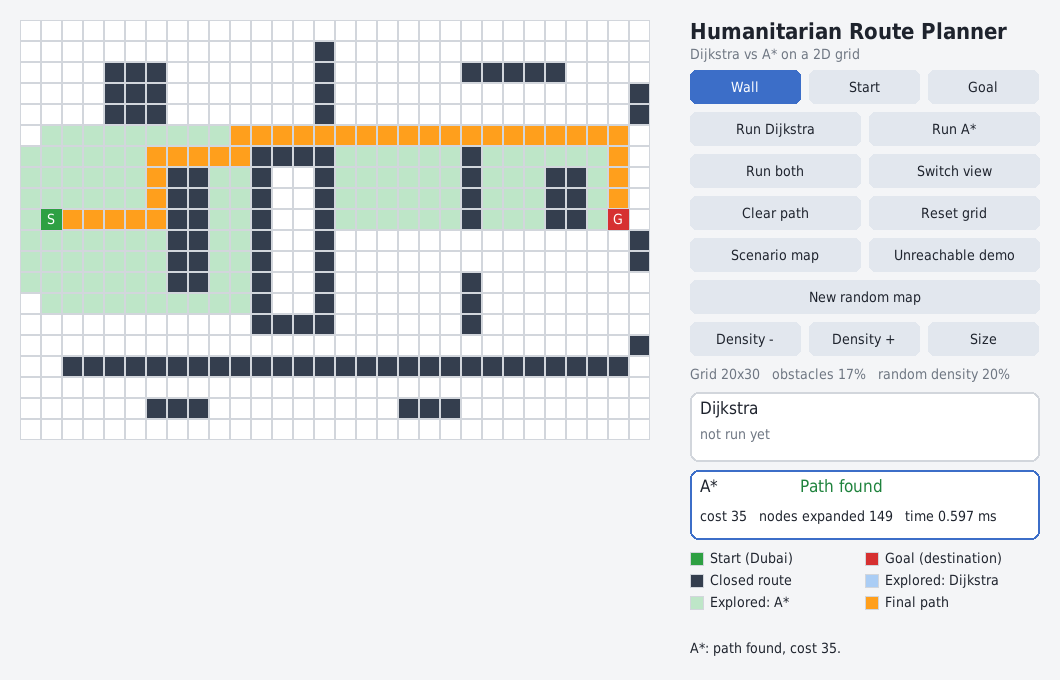 Humanitarian Route Planner
Dijkstra vs A* on a 2D grid
Wall Start Goal
Run Dijkstra Run A*
Run both Switch view
Clear path Reset grid
Scenario map Unreachable demo
New random map
Density - Density + Size
Grid 20x30 obstacles 17% random density 20%
Dijkstra
not run yet
A* Path found
cost 35 nodes expanded 149 time 0.597 ms
Start (Dubai) Goal (destination)
Closed route Explored: Dijkstra
Explored: A* Final path
A*: path found, cost 35.
S
G